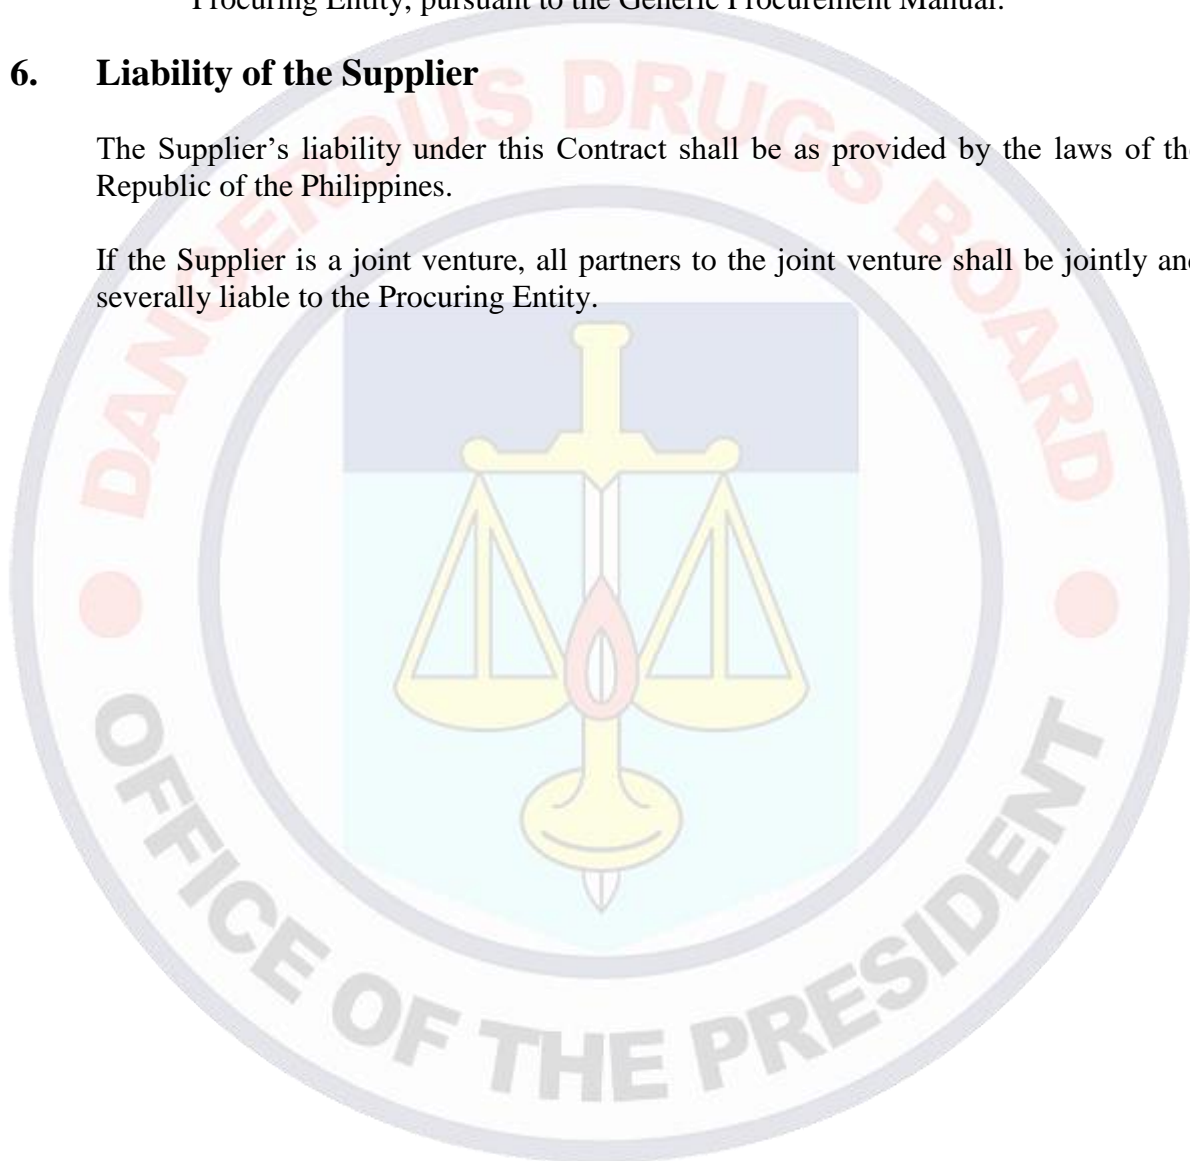 Procuring Entity, pursuant to the Generic Procurement Manual.
6. Liability of the Supplier
The Supplier’s liability under this Contract shall be as provided by the laws of the
Republic of the Philippines.
If the Supplier is a joint venture, all partners to the joint venture shall be jointly and
severally liable to the Procuring Entity.
DANGEROUS DRUGS BOARD
OFFICE OF THE PRESIDENT